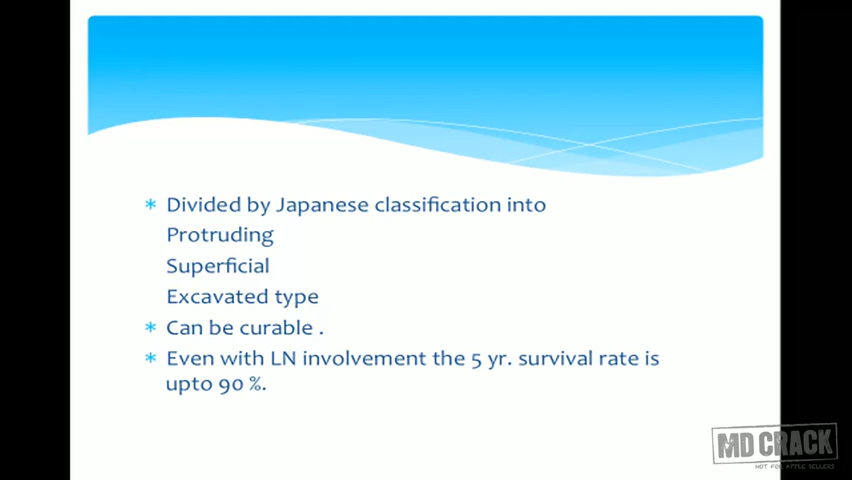 * Divided by Japanese classification into
Protruding
Superficial
Excavated type
* Can be curable .
* Even with LN involvement the 5 yr. survival rate is
upto 90 %.
MD CRACK
NOT FOR APPLE SELLERS